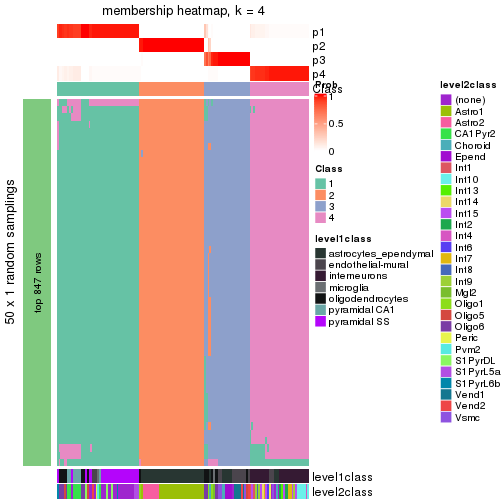 membership heatmap, k = 4
p1
p2
p3
p4
Class
Prob
1
0.5
0
Class
1
2
3
4
level1class
astrocytes_ependymal
endothelial-mural
interneurons
microglia
oligodendrocytes
pyramidal CA1
pyramidal SS
level2class
(none)
Astro1
Astro2
CA1Pyr2
Choroid
Epend
Int1
Int10
Int13
Int14
Int15
Int2
Int4
Int6
Int7
Int8
Int9
Mgl2
Oligo1
Oligo5
Oligo6
Peric
Pvm2
S1PyrDL
S1PyrL5a
S1PyrL6b
Vend1
Vend2
Vsmc
50 x 1 random samplings
top 847 rows
level1class
level2class